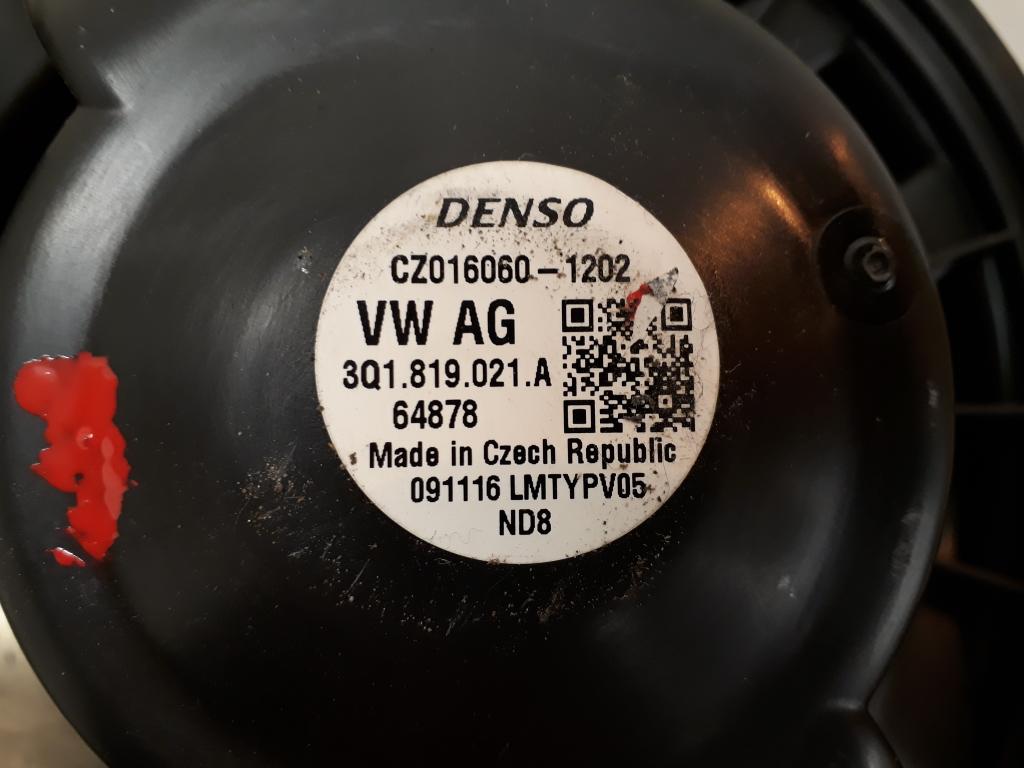 DENSO
CZ016060-1202
VW AG
3Q1.819.021.A
64878
Made in Czech Republic
091116 LMTYPV05
ND8